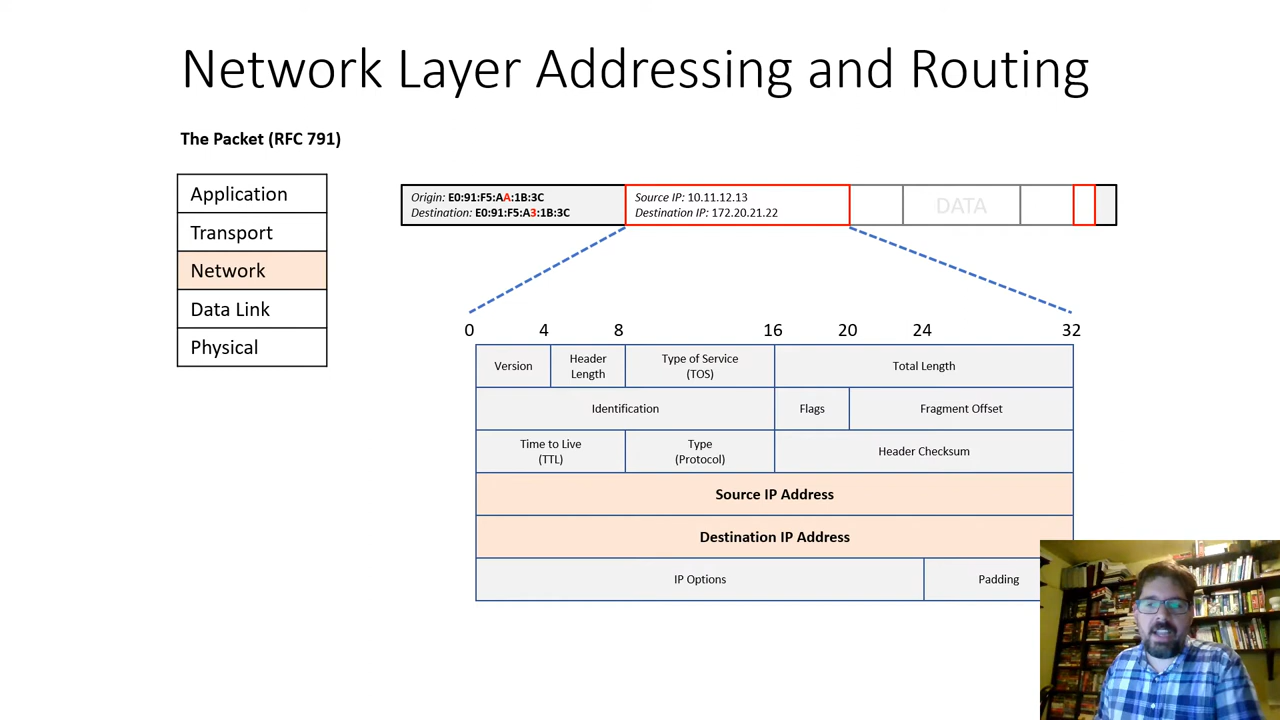 Network Layer Addressing and Routing
The Packet (RFC 791)
Application
Transport
Network
Data Link
Physical
Origin: E0:91:F5:AA:1B:3C
Destination: E0:91:F5:A3:1B:3C
Source IP: 10.11.12.13
Destination IP: 172.20.21.22
DATA
0 4 8 16 20 24 32
Version
Header
Length
Type of Service
(TOS)
Total Length
Identification
Flags
Fragment Offset
Time to Live
(TTL)
Type
(Protocol)
Header Checksum
Source IP Address
Destination IP Address
IP Options
Padding